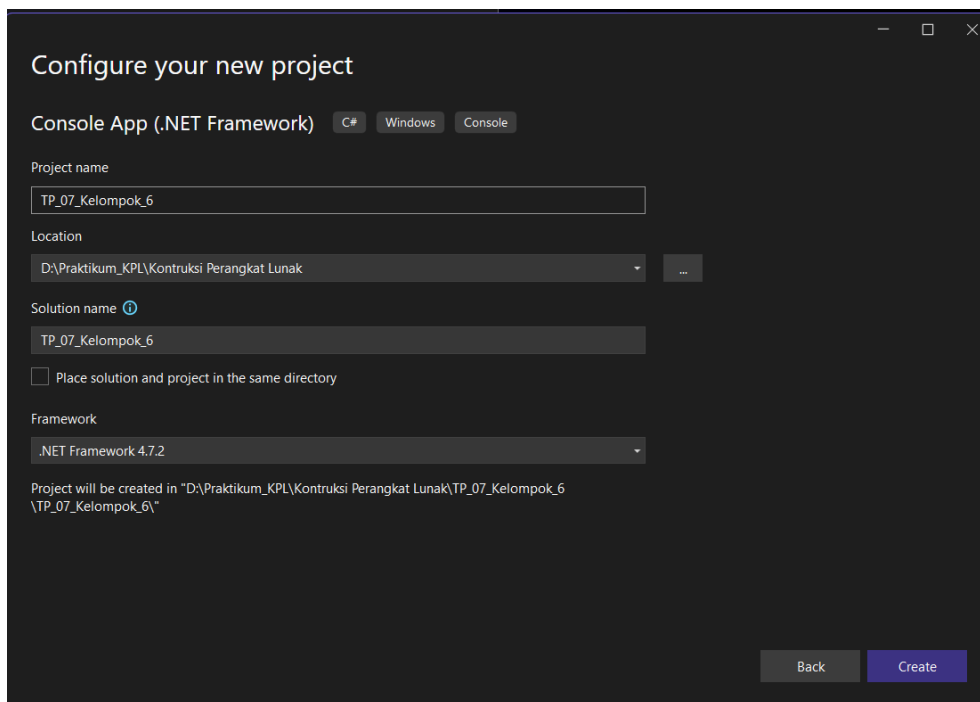 Configure your new project
Console App (.NET Framework) C# Windows Console
Project name
TP_07_Kelompok_6
Location
D:\Praktikum_KPL\Kontruksi Perangkat Lunak
...
Solution name
TP_07_Kelompok_6
Place solution and project in the same directory
Framework
.NET Framework 4.7.2
Project will be created in "D:\Praktikum_KPL\Kontruksi Perangkat Lunak\TP_07_Kelompok_6
\TP_07_Kelompok_6\"
Back Create